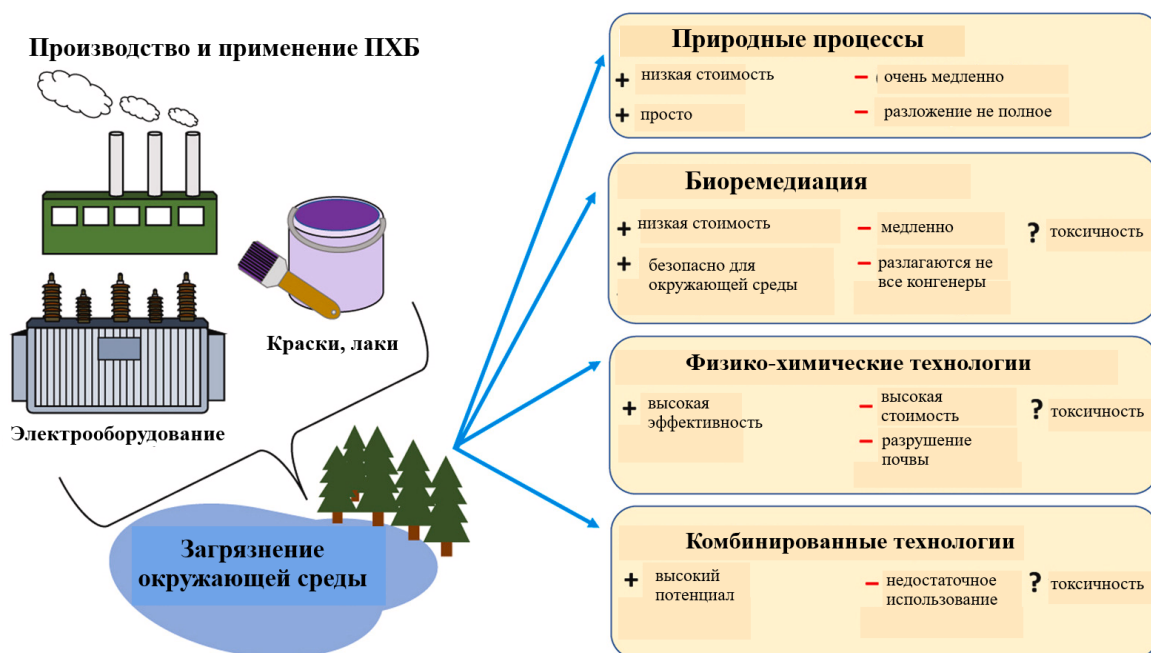 Производство и применение ПХБ
Краски, лаки
Электрооборудование
Загрязнение
окружающей среды
Природные процессы
+ низкая стоимость
− очень медленно
+ просто
− разложение не полное
Биоремедиация
+ низкая стоимость
− медленно
? токсичность
+ безопасно для
окружающей среды
− разлагаются не
все конгенеры
Физико-химические технологии
+ высокая
эффективность
− высокая
стоимость
? токсичность
− разрушение
почвы
Комбинированные технологии
+ высокий
потенциал
− недостаточное
использование
? токсичность